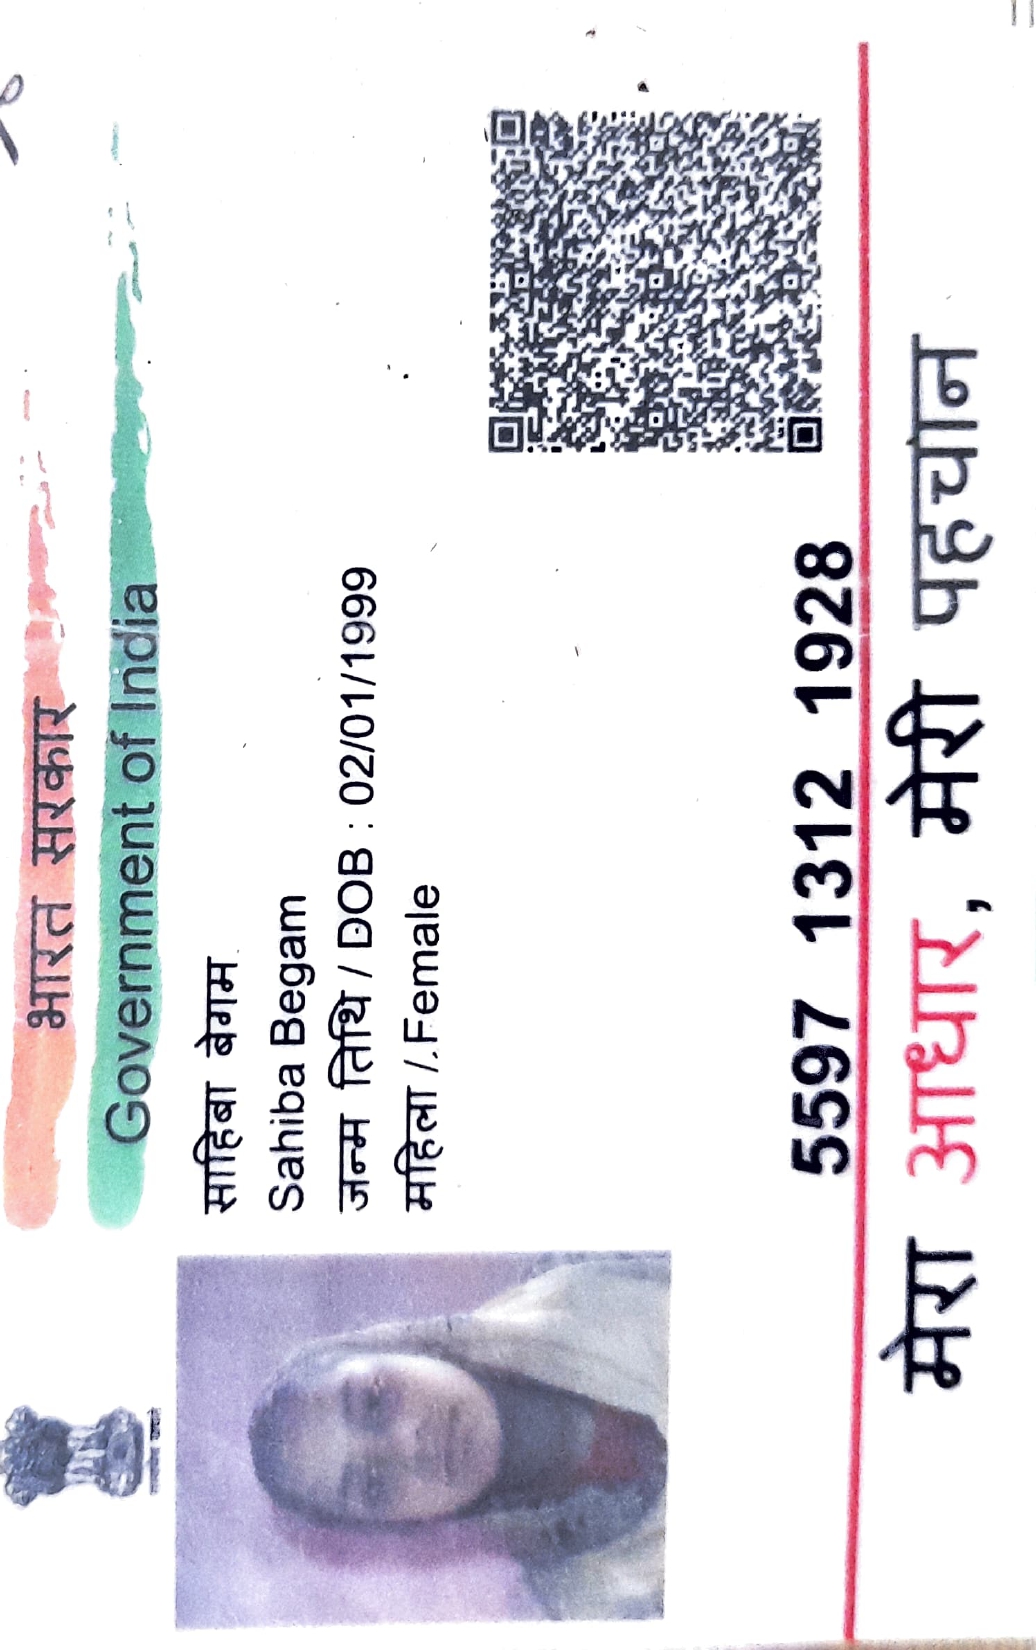 भारत सरकार
Government of India
साहिबा बेगम
Sahiba Begam
जन्म तिथि / DOB : 02/01/1999
महिला / Female
5597 1312 1928
मेरा आधार, मेरी पहचान